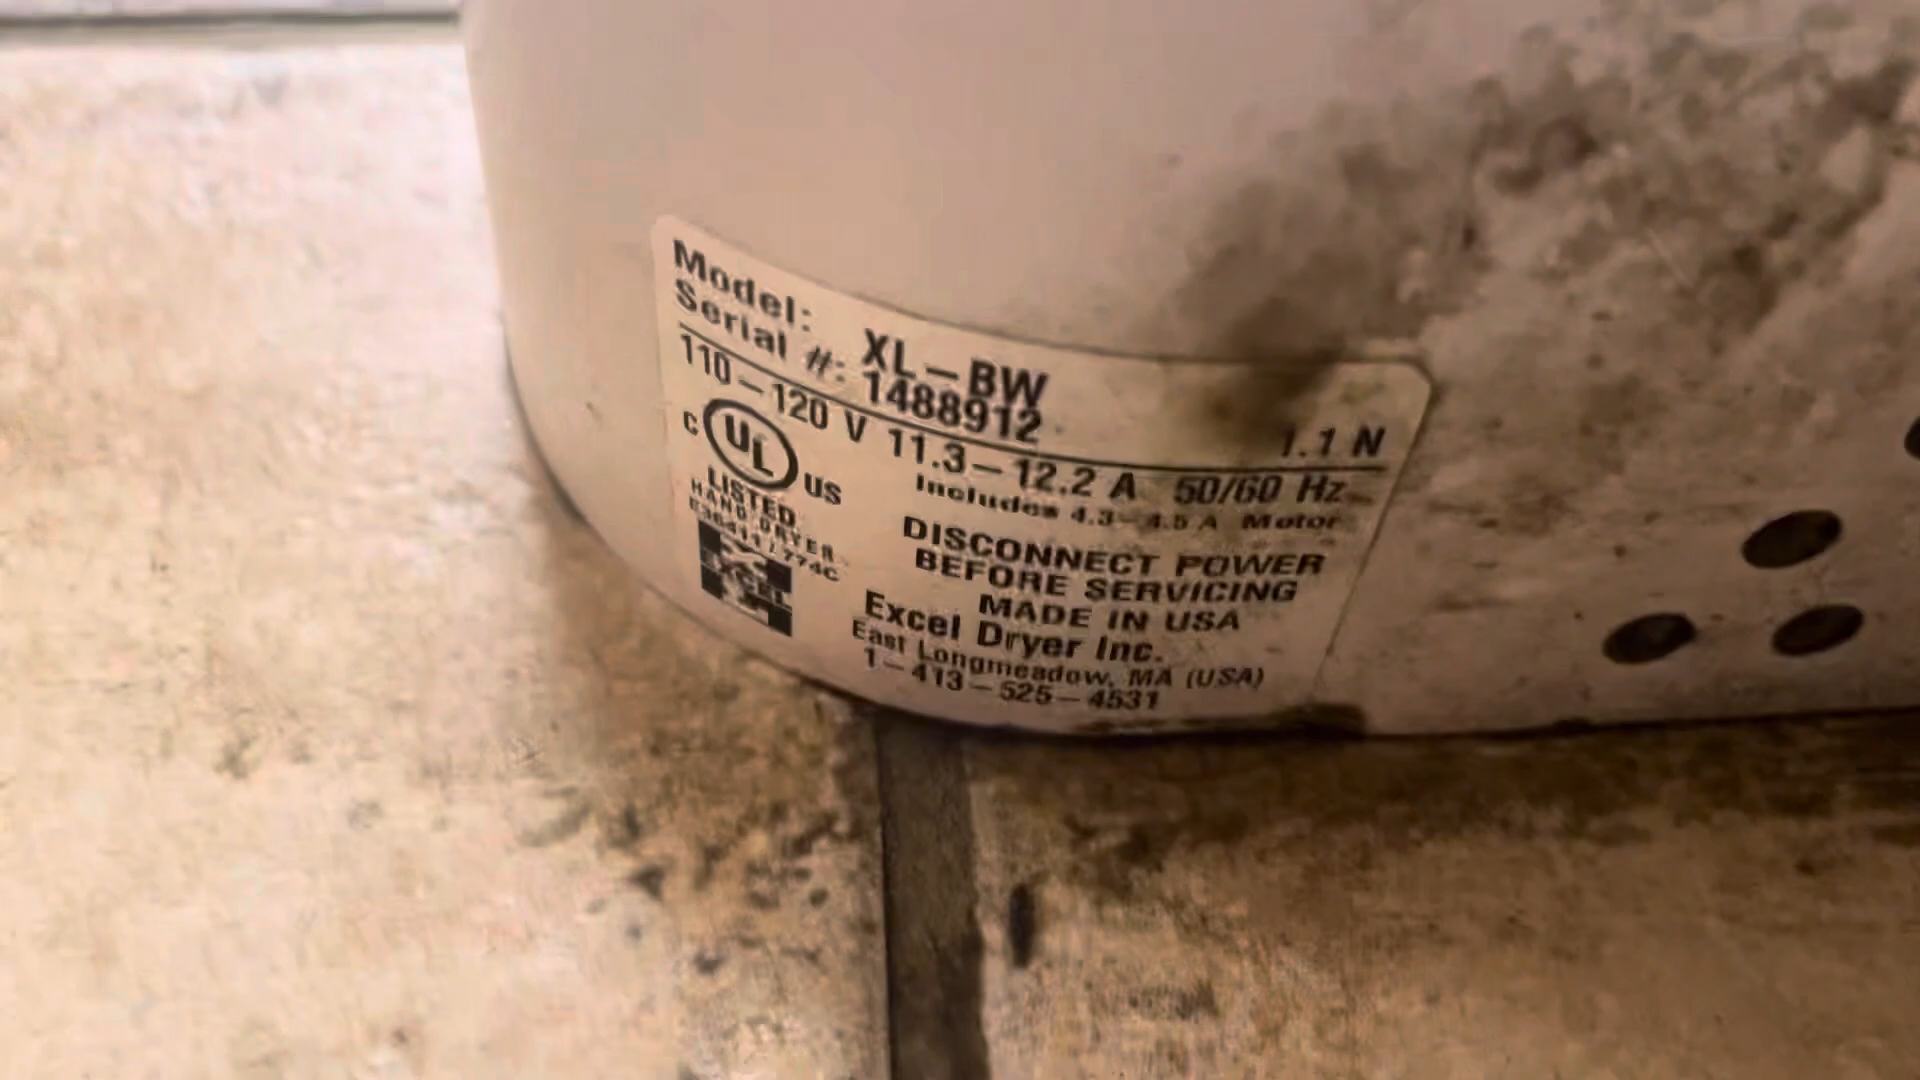 Model: XL-BW
Serial #: 1488912 1.1 N
110-120 V 11.3-12.2 A 50/60 Hz
Includes 4.3-4.5 A Motor
C UL US
LISTED
HAND DRYER
EXCEL
DISCONNECT POWER
BEFORE SERVICING
MADE IN USA
Excel Dryer Inc.
East Longmeadow, MA (USA)
1-413-525-4531